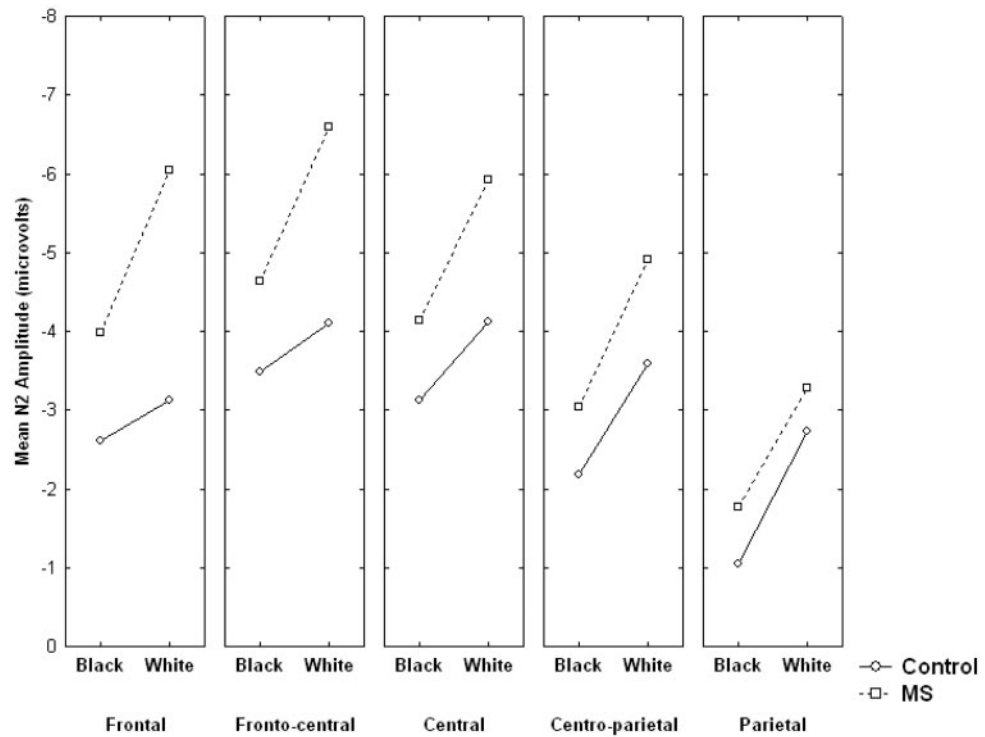 Mean N2 Amplitude (microvolts)
-8
-7
-6
-5
-4
-3
-2
-1
0
Black White Black White Black White Black White Black White
Frontal Fronto-central Central Centro-parietal Parietal
Control
MS